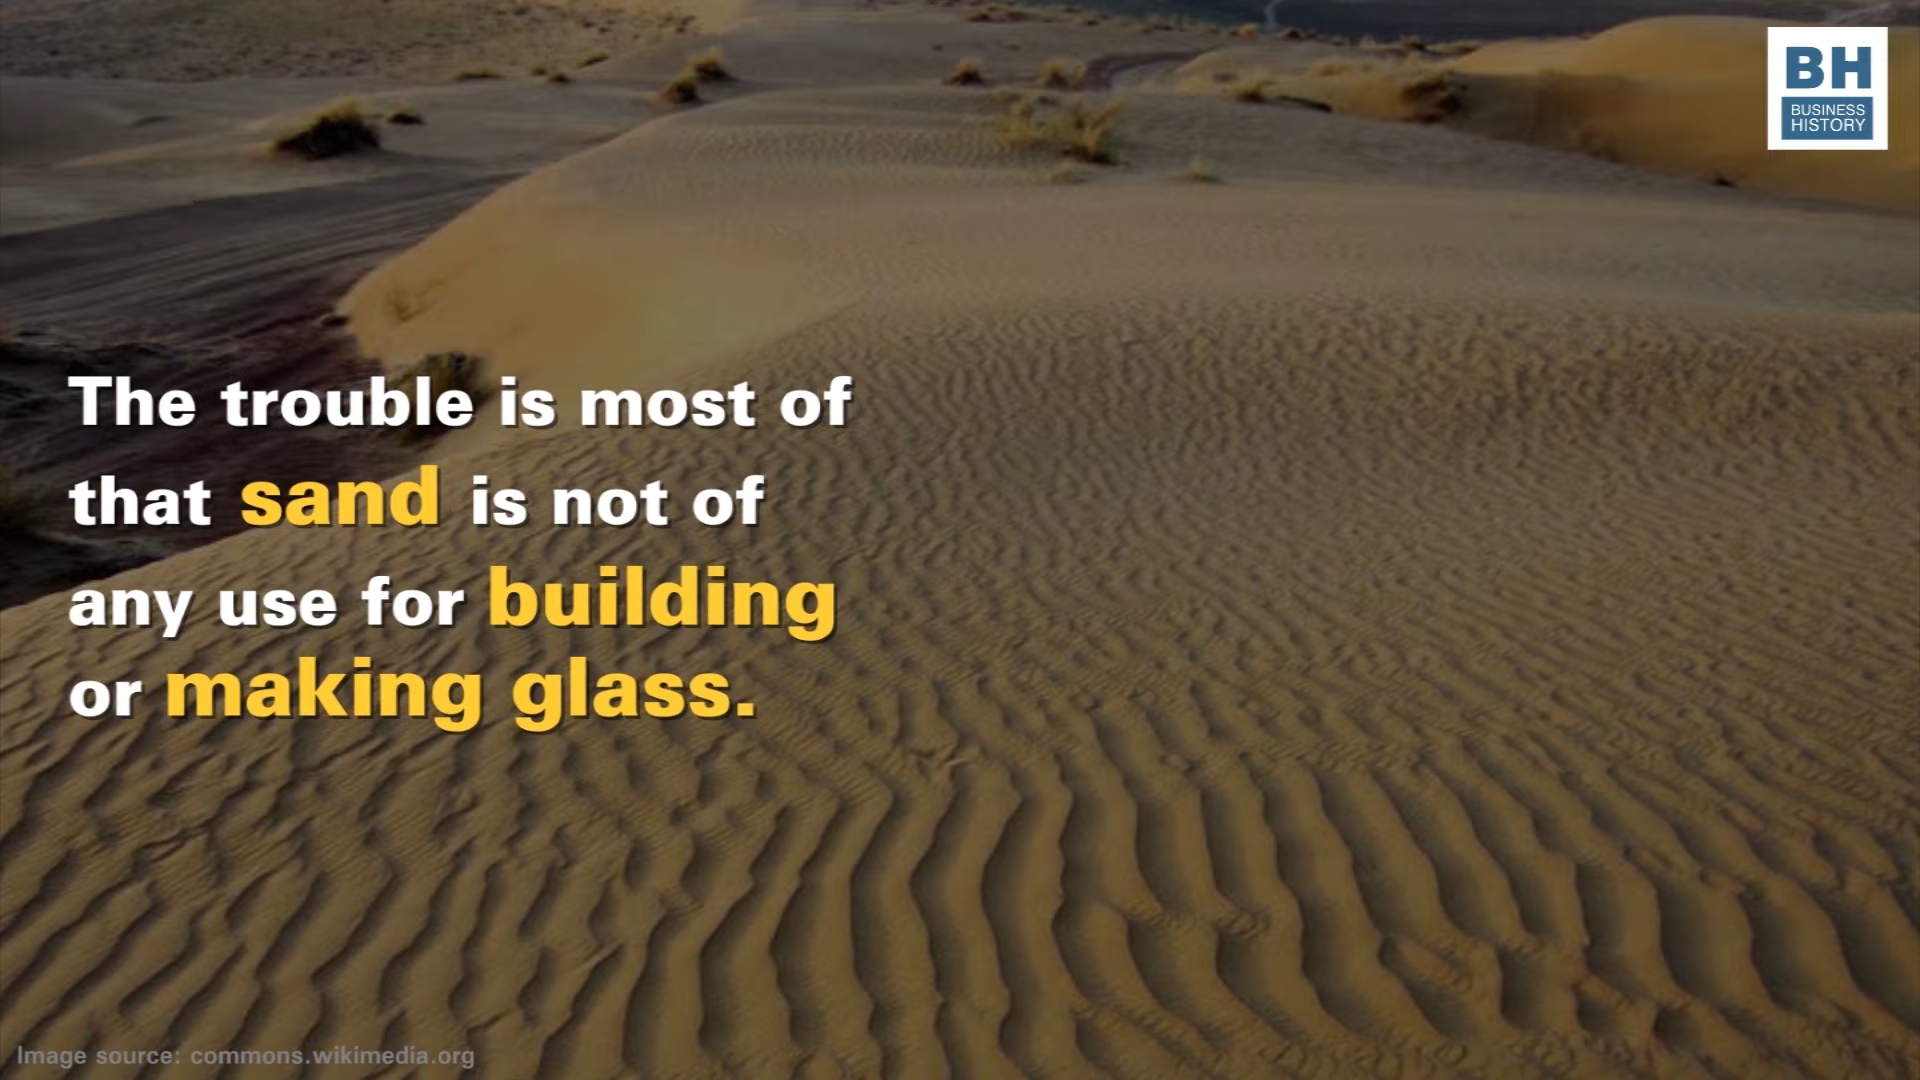 BH
BUSINESS
HISTORY
The trouble is most of
that sand is not of
any use for building
or making glass.
Image source: commons.wikimedia.org